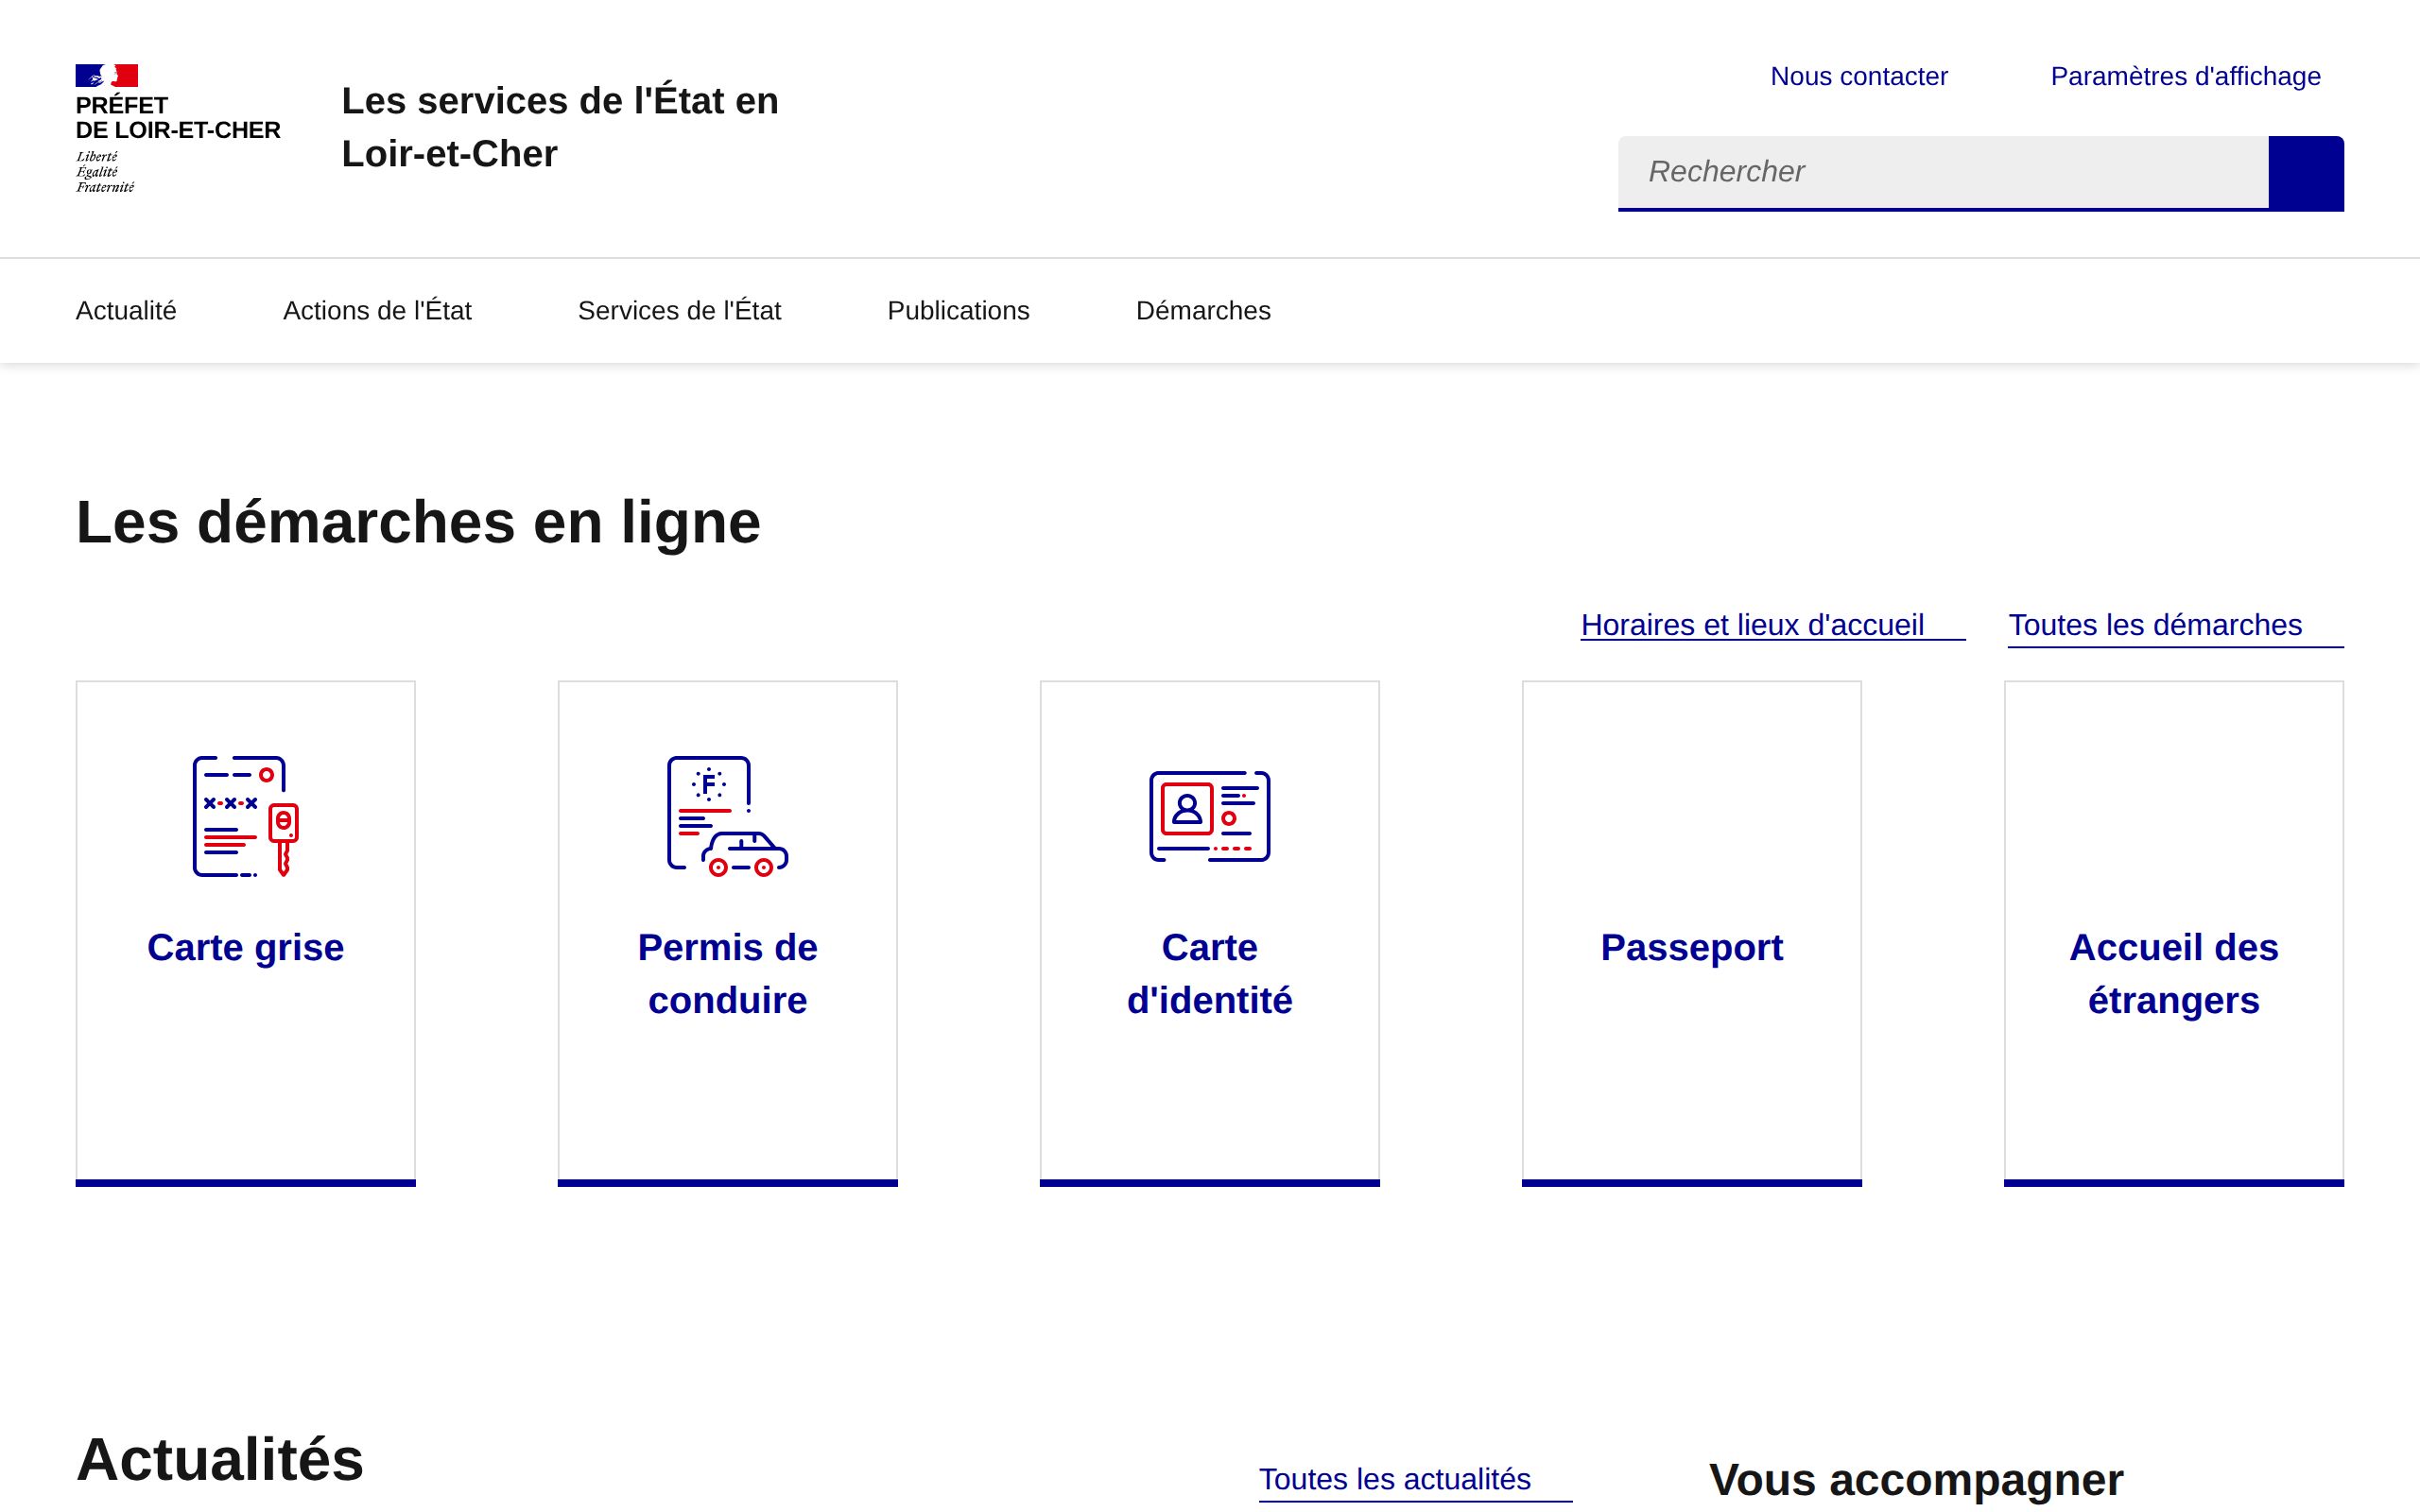 PRÉFET
DE LOIR-ET-CHER
Liberté
Égalité
Fraternité
Les services de l'État en
Loir-et-Cher
Nous contacter
Paramètres d'affichage
Rechercher
Actualité
Actions de l'État
Services de l'État
Publications
Démarches
Les démarches en ligne
Horaires et lieux d'accueil
Toutes les démarches
F
Carte grise
Permis de
conduire
Carte
d'identité
Passeport
Accueil des
étrangers
Actualités
Toutes les actualités
Vous accompagner